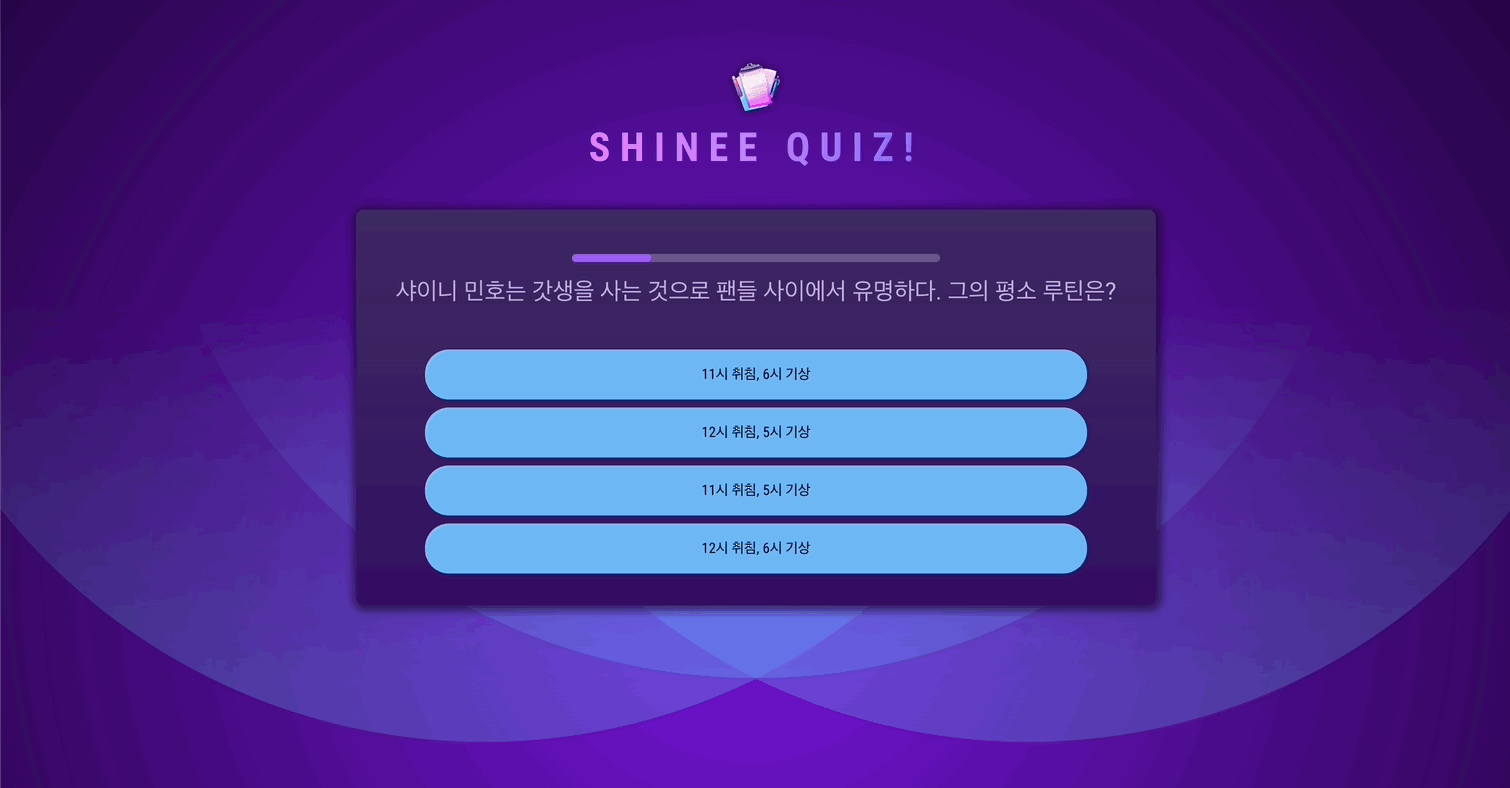 SHINEE QUIZ!
샤이니 민호는 갓생을 사는 것으로 팬들 사이에서 유명하다. 그의 평소 루틴은?
11시 취침, 6시 기상
12시 취침, 5시 기상
11시 취침, 5시 기상
12시 취침, 6시 기상